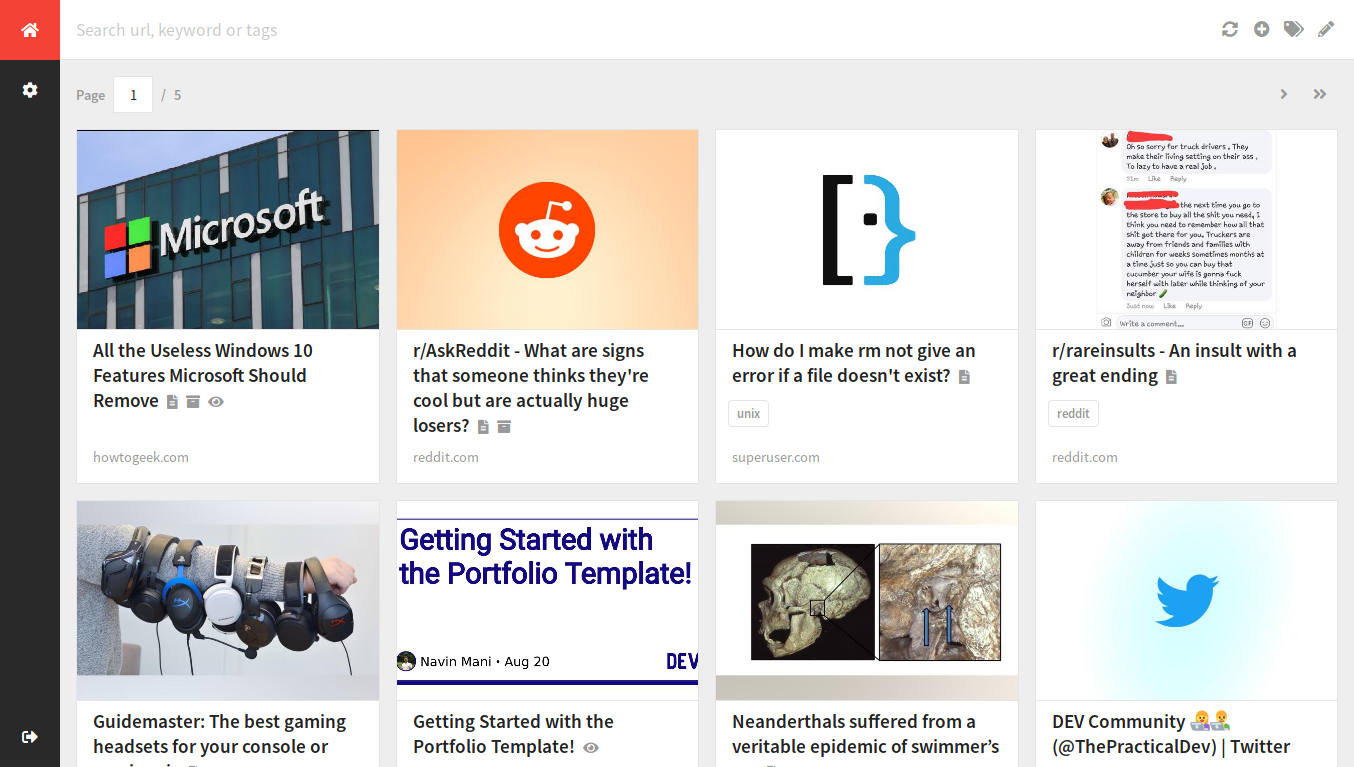 Search url, keyword or tags
Page 1 / 5
Microsoft
All the Useless Windows 10
Features Microsoft Should
Remove
howtogeek.com
r/AskReddit - What are signs
that someone thinks they're
cool but are actually huge
losers?
reddit.com
How do I make rm not give an
error if a file doesn't exist?
unix
superuser.com
Oh so sorry for truck drivers . They
make their living setting on their ass .
To lazy to have a real job .
51m Like Reply
the next time you go to
the store to buy all the shit you need, I
think you need to remember how all that
shit got there for you. Truckers are
away from friends and families with
children for weeks sometimes months at
a time just so you can buy that
cucumber your wife is gonna fuck
herself with later while thinking of your
neighbor 🥒
Just now Like Reply
Write a comment...
GIF
r/rareinsults - An insult with a
great ending
reddit
reddit.com
Guidemaster: The best gaming
headsets for your console or
Getting Started with
the Portfolio Template!
Navin Mani • Aug 20
DEV
Getting Started with the
Portfolio Template!
Neanderthals suffered from a
veritable epidemic of swimmer’s
DEV Community 👩‍💻👨‍💻
(@ThePracticalDev) | Twitter